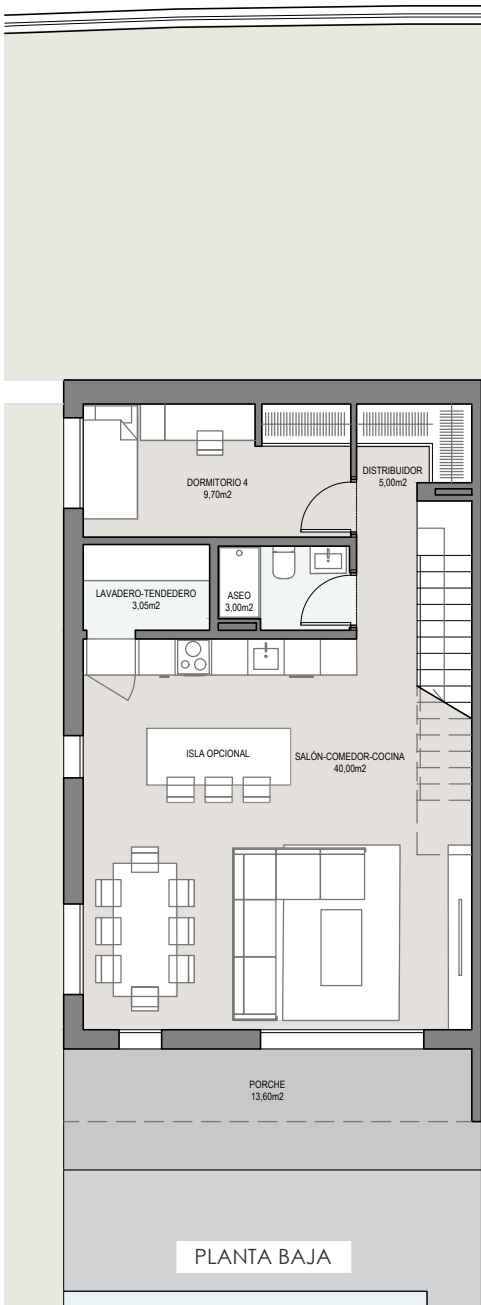 DISTRIBUIDOR
5,00m2
DORMITORIO 4
9,70m2
LAVADERO-TENDEDERO
3,05m2
ASEO
3,00m2
ISLA OPCIONAL
SALÓN-COMEDOR-COCINA
40,00m2
PORCHE
13,60m2
PLANTA BAJA